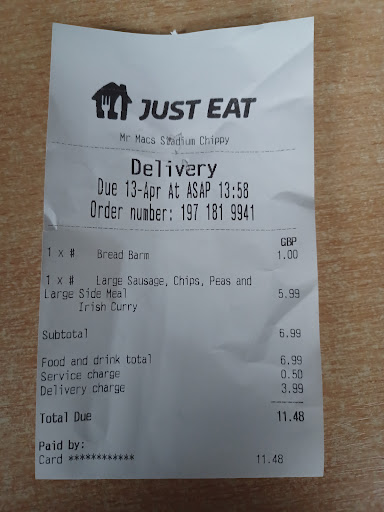 JUST EAT
Mr Macs Stadium Chippy
Delivery
Due 13-Apr At ASAP 13:58
Order number: 197 181 9941
GBP
1 x # Bread Barm 1.00
1 x # Large Sausage, Chips, Peas and
Large Side Meal 5.99
Irish Curry
Subtotal 6.99
Food and drink total 6.99
Service charge 0.50
Delivery charge 3.99
Total Due 11.48
Paid by:
Card ************ 11.48